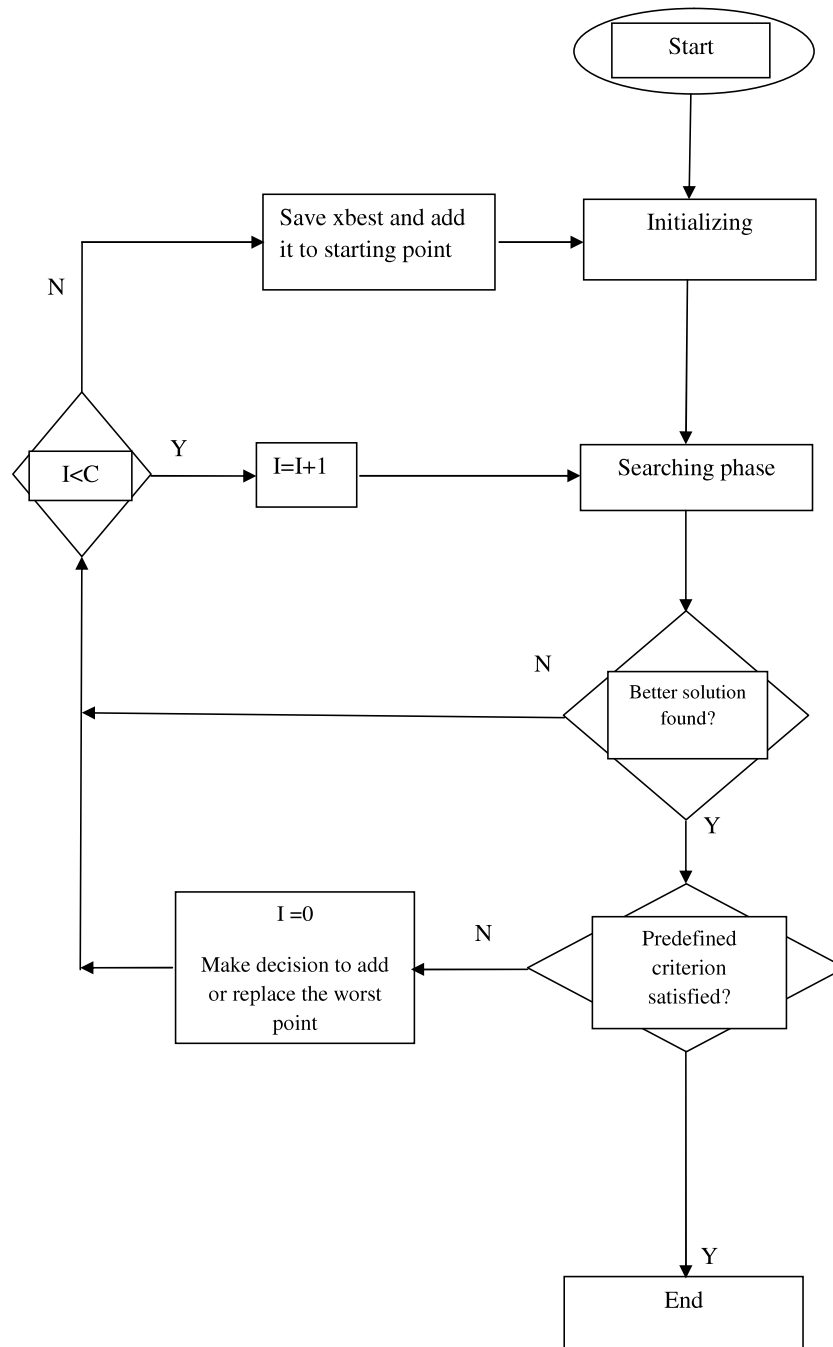 Start
Save xbest and add
it to starting point
Initializing
N
Y
I<C
I=I+1
Searching phase
N
Better solution
found?
Y
I =0
Make decision to add
or replace the worst
point
N
Predefined
criterion
satisfied?
Y
End